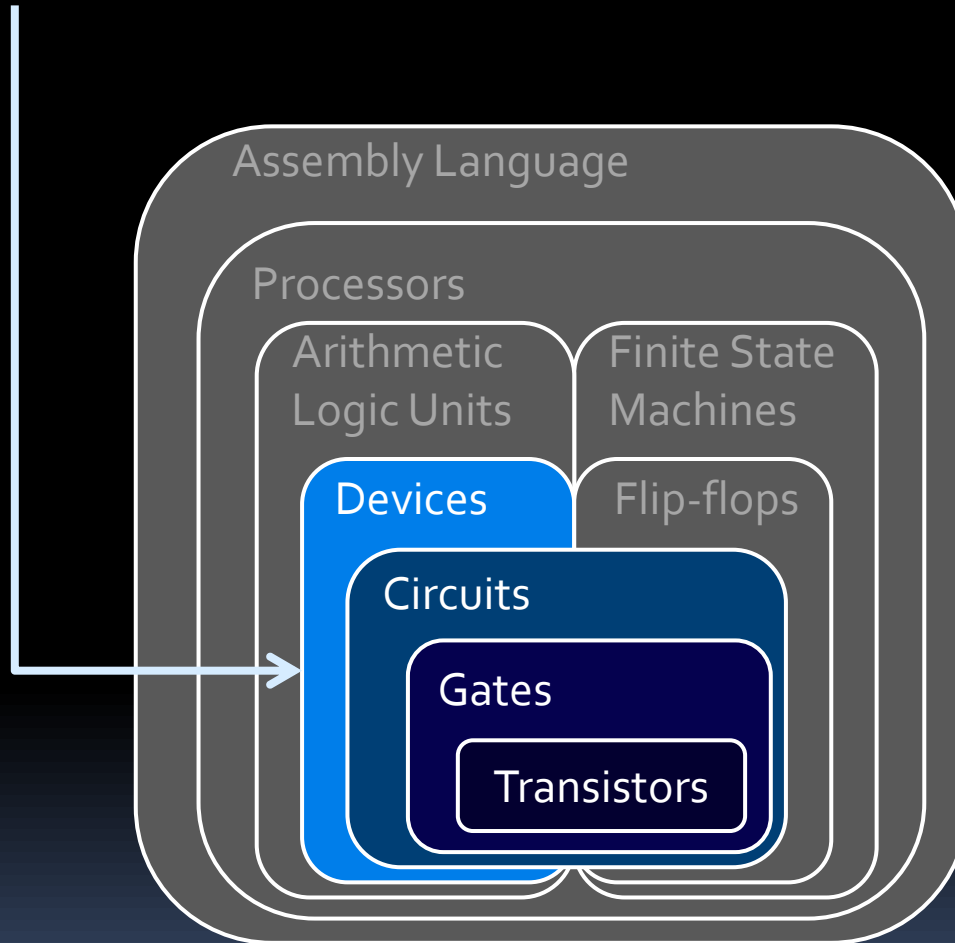 Assembly Language
Processors
Arithmetic
Logic Units
Finite State
Machines
Devices
Flip-flops
Circuits
Gates
Transistors